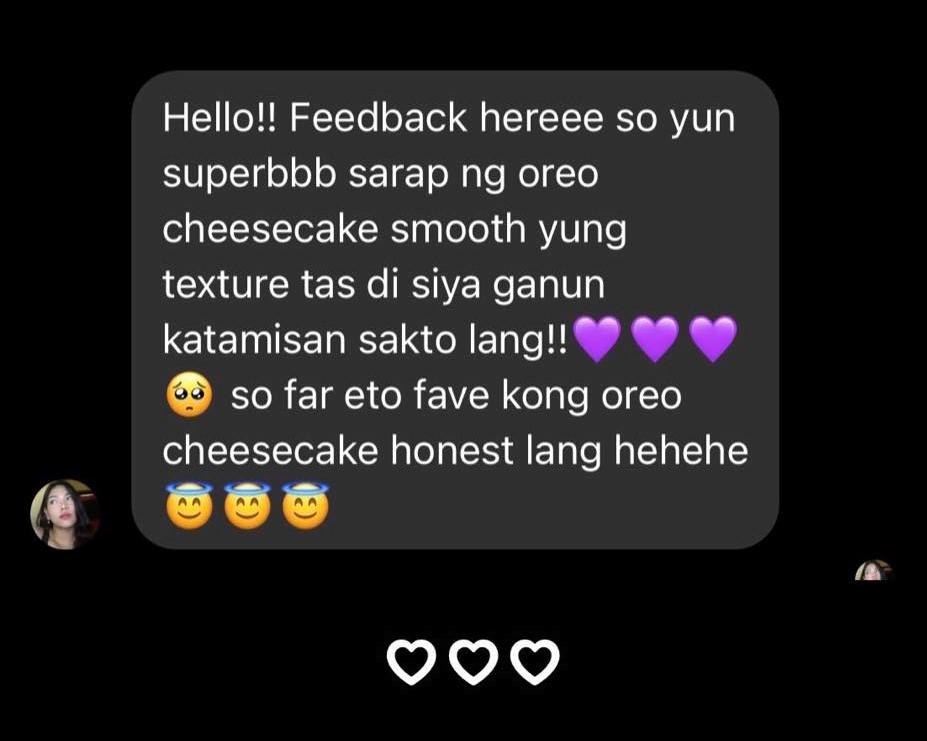 Hello!! Feedback hereee so yun
superbbb sarap ng oreo
cheesecake smooth yung
texture tas di siya ganun
katamisan sakto lang!!💜💜💜
🥺 so far eto fave kong oreo
cheesecake honest lang hehehe
😇😇😇
♡♡♡